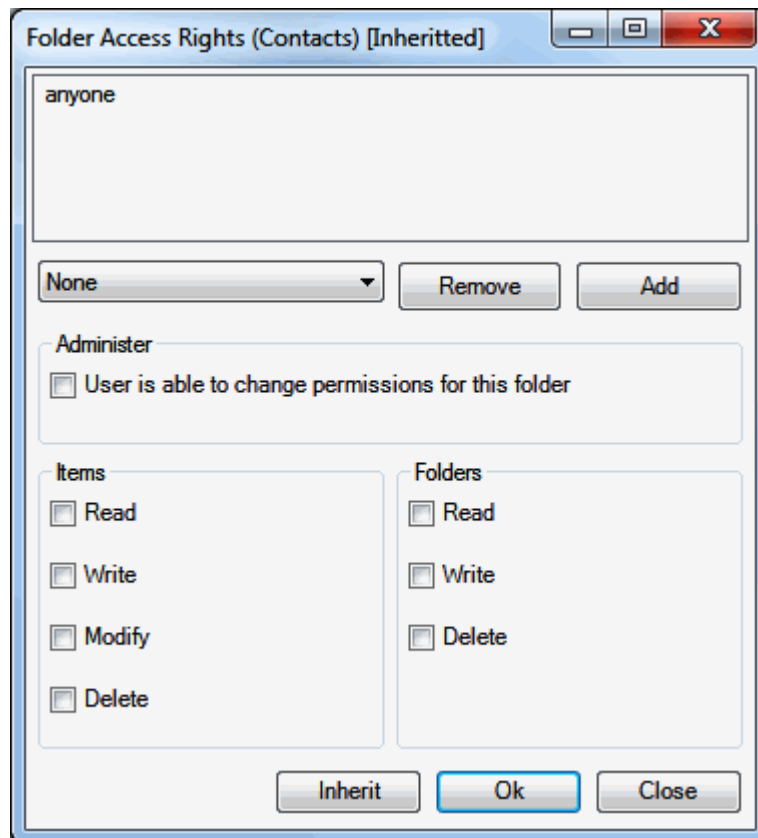 Folder Access Rights (Contacts) [Inheritted]
anyone
None
Remove
Add
Administer
User is able to change permissions for this folder
Items
Folders
Read
Read
Write
Write
Modify
Delete
Delete
Inherit
Ok
Close